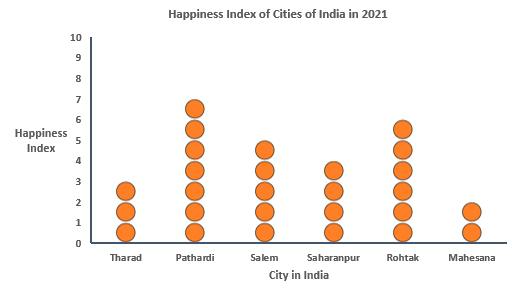 Happiness Index of Cities of India in 2021
10
9
8
7
6
5
4
3
2
1
0
Happiness
Index
Tharad Pathardi Salem Saharanpur Rohtak Mahesana
City in India